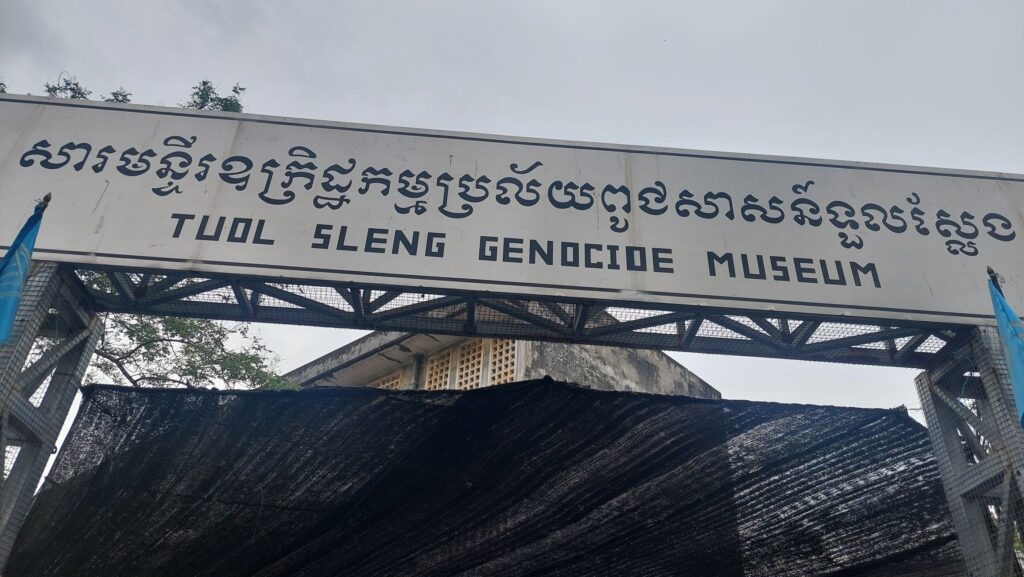 សារមន្ទីរឧក្រិដ្ឋកម្មប្រល័យពូជសាសន៍ទួលស្លែង
TUOL SLENG GENOCIDE MUSEUM